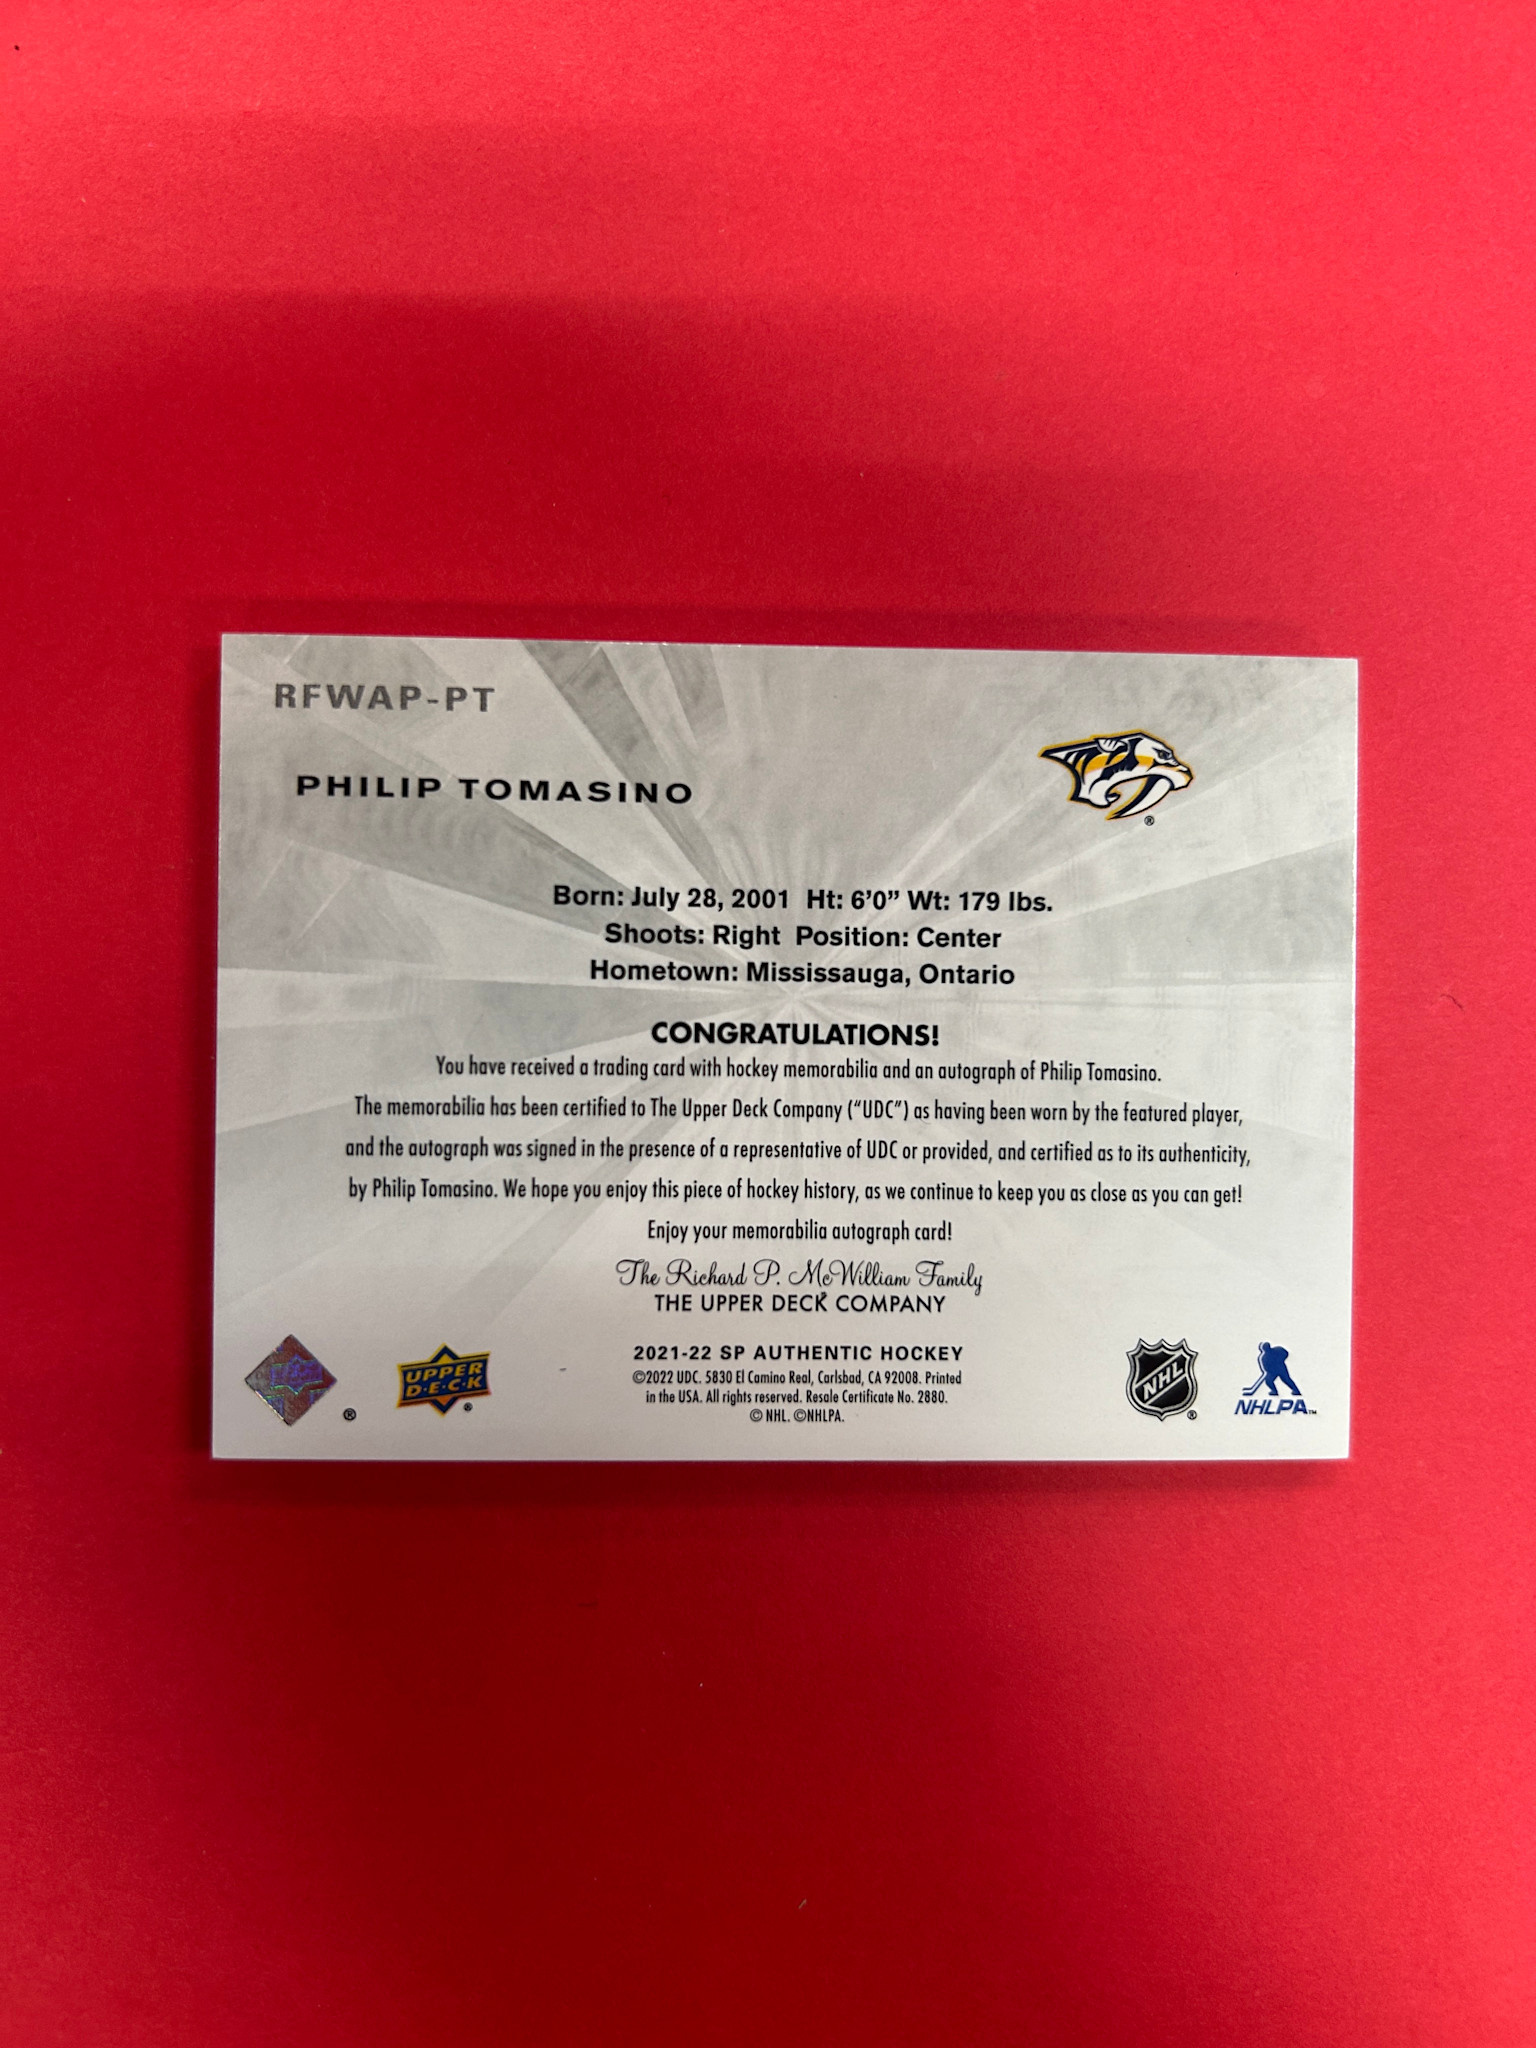 RFWAP-PT
PHILIP TOMASINO
®
Born: July 28, 2001 Ht: 6’0” Wt: 179 lbs.
Shoots: Right Position: Center
Hometown: Mississauga, Ontario
CONGRATULATIONS!
You have received a trading card with hockey memorabilia and an autograph of Philip Tomasino.
The memorabilia has been certified to The Upper Deck Company (“UDC”) as having been worn by the featured player,
and the autograph was signed in the presence of a representative of UDC or provided, and certified as to its authenticity,
by Philip Tomasino. We hope you enjoy this piece of hockey history, as we continue to keep you as close as you can get!
Enjoy your memorabilia autograph card!
The Richard P. McWilliam Family
THE UPPER DECK COMPANY
®
UPPER
D·E·C·K
®
2021-22 SP AUTHENTIC HOCKEY
©2022 UDC. 5830 El Camino Real, Carlsbad, CA 92008. Printed
in the USA. All rights reserved. Resale Certificate No. 2880.
© NHL. ©NHLPA.
NHL
®
NHLPA™